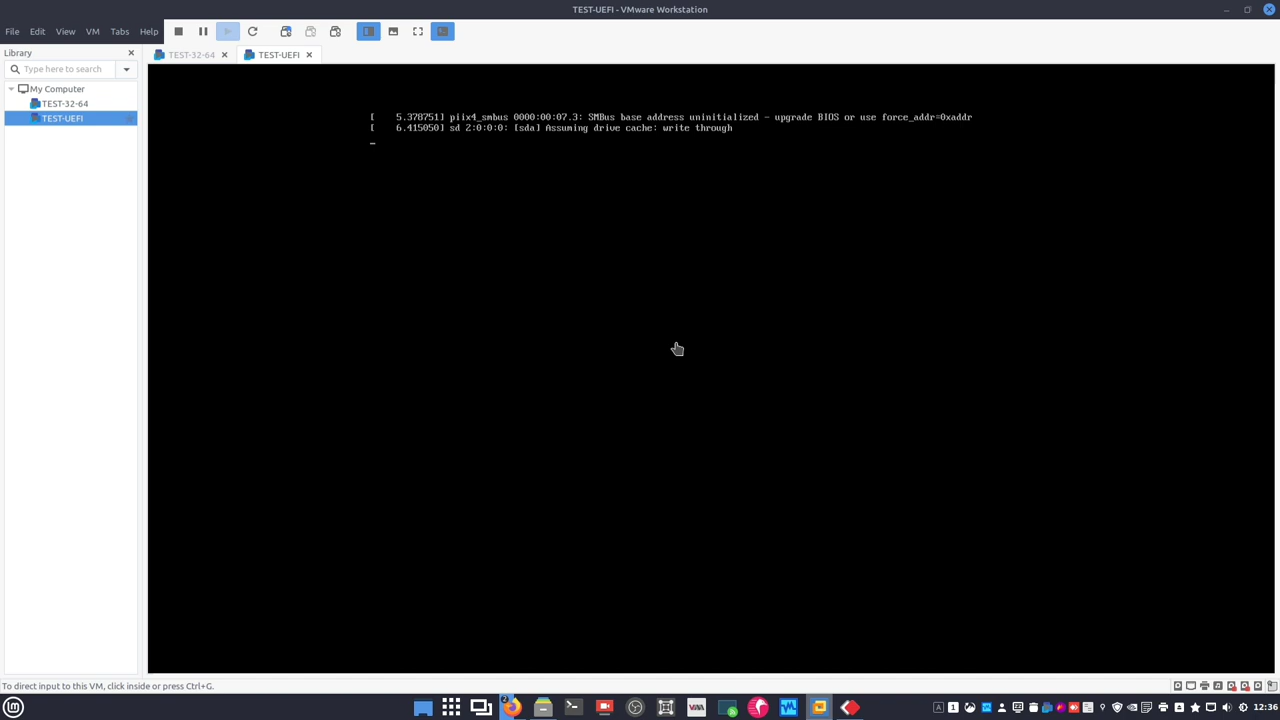 TEST-UEFI - VMware Workstation
File Edit View VM Tabs Help
Library
TEST-32-64
TEST-UEFI
Type here to search
My Computer
TEST-32-64
TEST-UEFI
[    5.378751] piix4_smbus 0000:00:07.3: SMBus base address uninitialized - upgrade BIOS or use force_addr=0xaddr
[    6.415050] sd 2:0:0:0: [sda] Assuming drive cache: write through
_
To direct input to this VM, click inside or press Ctrl+G.
12:36